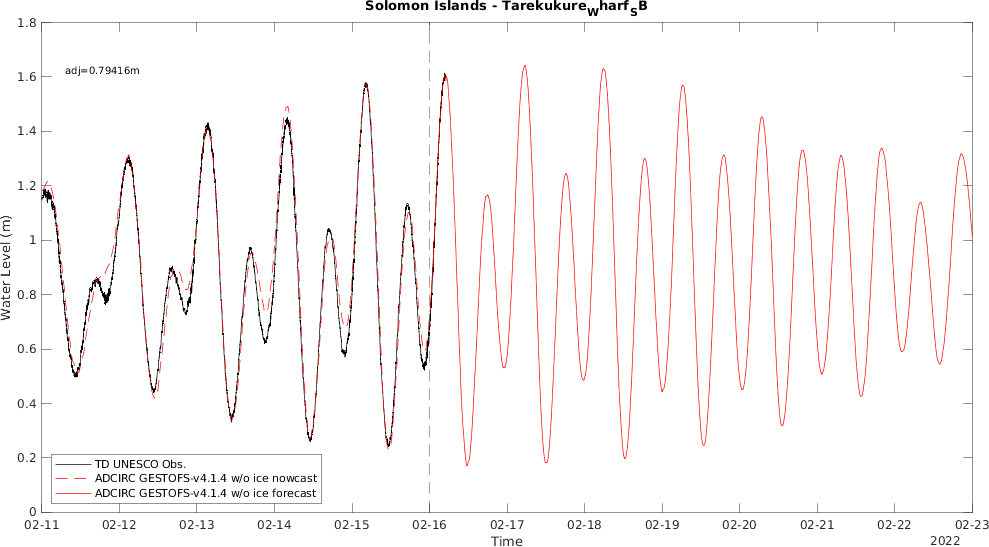 Solomon Islands - TarekukureWharfSB
adj=0.79416m
1.8
1.6
1.4
1.2
1
0.8
0.6
0.4
0.2
0
Water Level (m)
TD UNESCO Obs.
ADCIRC GESTOFS-v4.1.4 w/o ice nowcast
ADCIRC GESTOFS-v4.1.4 w/o ice forecast
02-11 02-12 02-13 02-14 02-15 02-16 02-17 02-18 02-19 02-20 02-21 02-22 02-23
Time
2022